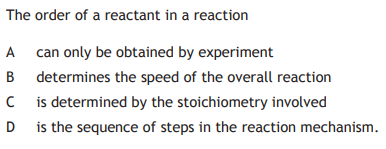 The order of a reactant in a reaction
A can only be obtained by experiment
B determines the speed of the overall reaction
C is determined by the stoichiometry involved
D is the sequence of steps in the reaction mechanism.